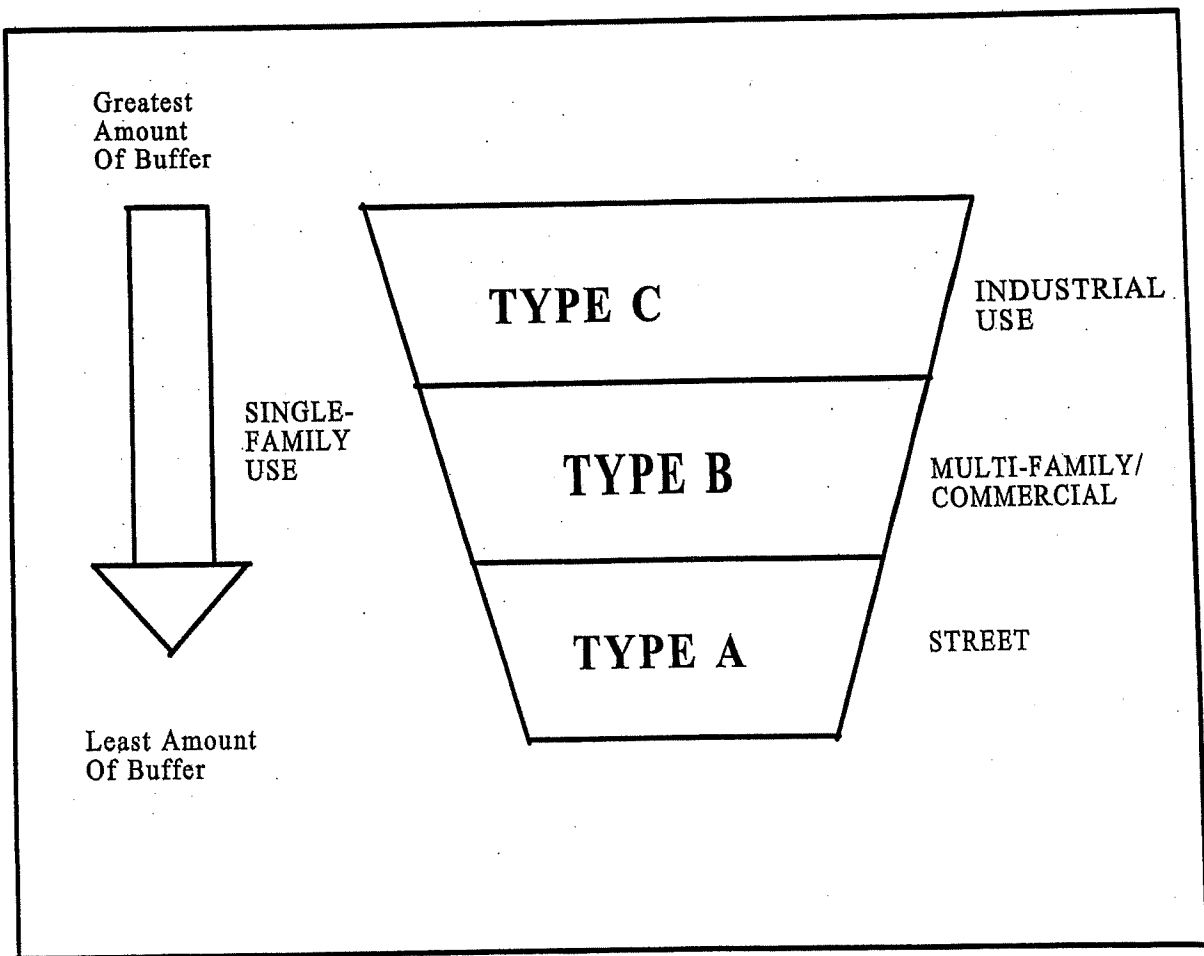 Greatest
Amount
Of Buffer
TYPE C
INDUSTRIAL
USE
SINGLE-
FAMILY
USE
TYPE B
MULTI-FAMILY/
COMMERCIAL
TYPE A
STREET
Least Amount
Of Buffer